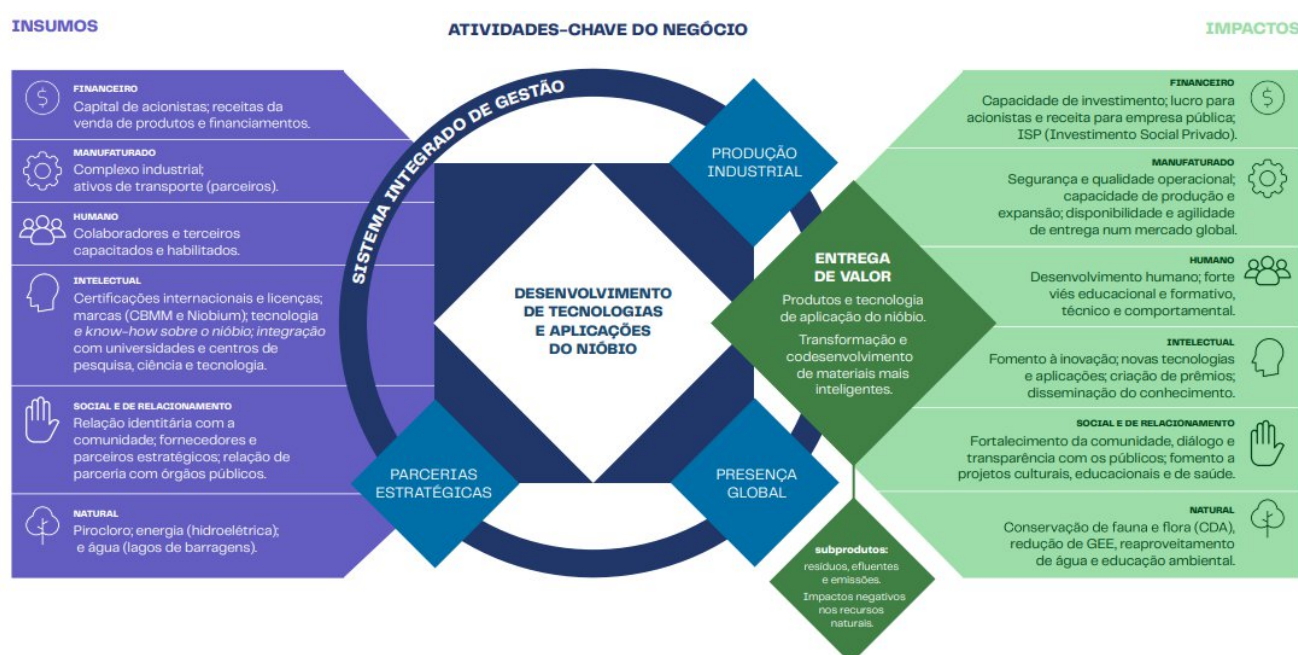 INSUMOS
ATIVIDADES-CHAVE DO NEGÓCIO
IMPACTOS
FINANCEIRO
Capital de acionistas; receitas da
venda de produtos e financiamentos.
MANUFATURADO
Complexo industrial;
ativos de transporte (parceiros).
HUMANO
Colaboradores e terceiros
capacitados e habilitados.
INTELECTUAL
Certificações internacionais e licenças;
marcas (CBMM e Niobium); tecnologia
e know-how sobre o nióbio; integração
com universidades e centros de
pesquisa, ciência e tecnologia.
SOCIAL E DE RELACIONAMENTO
Relação identitária com a
comunidade; fornecedores e
parceiros estratégicos; relação de
parceria com órgãos públicos.
NATURAL
Pirocloro; energia (hidroelétrica);
e água (lagos de barragens).
SISTEMA INTEGRADO DE GESTÃO
PRODUÇÃO
INDUSTRIAL
DESENVOLVIMENTO
DE TECNOLOGIAS
E APLICAÇÕES
DO NIÓBIO
PARCERIAS
ESTRATÉGICAS
PRESENÇA
GLOBAL
ENTREGA
DE VALOR
Produtos e tecnologia
de aplicação do nióbio.
Transformação e
codesenvolvimento
de materiais mais
inteligentes.
subprodutos:
resíduos, efluentes
e emissões.
Impactos negativos
nos recursos
naturais.
FINANCEIRO
Capacidade de investimento; lucro para
acionistas e receita para empresa pública;
ISP (Investimento Social Privado).
MANUFATURADO
Segurança e qualidade operacional;
capacidade de produção e
expansão; disponibilidade e agilidade
de entrega num mercado global.
HUMANO
Desenvolvimento humano; forte
viés educacional e formativo,
técnico e comportamental.
INTELECTUAL
Fomento à inovação; novas tecnologias
e aplicações; criação de prêmios;
disseminação do conhecimento.
SOCIAL E DE RELACIONAMENTO
Fortalecimento da comunidade, diálogo e
transparência com os públicos; fomento a
projetos culturais, educacionais e de saúde.
NATURAL
Conservação de fauna e flora (CDA),
redução de GEE, reaproveitamento
de água e educação ambiental.